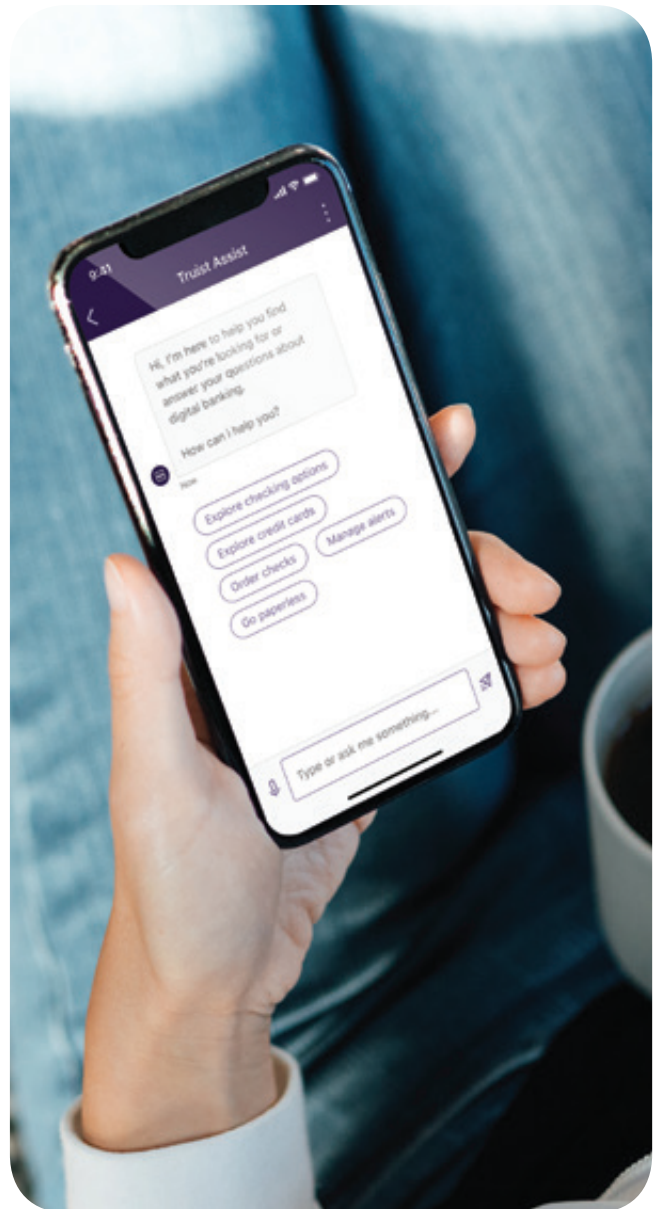 9:41
Truist Assist
Hi, I'm here to help you find
what you're looking for or
answer your questions about
digital banking.
How can I help you?
Now
Explore checking options
Explore credit cards
Order checks
Manage alerts
Go paperless
Type or ask me something...